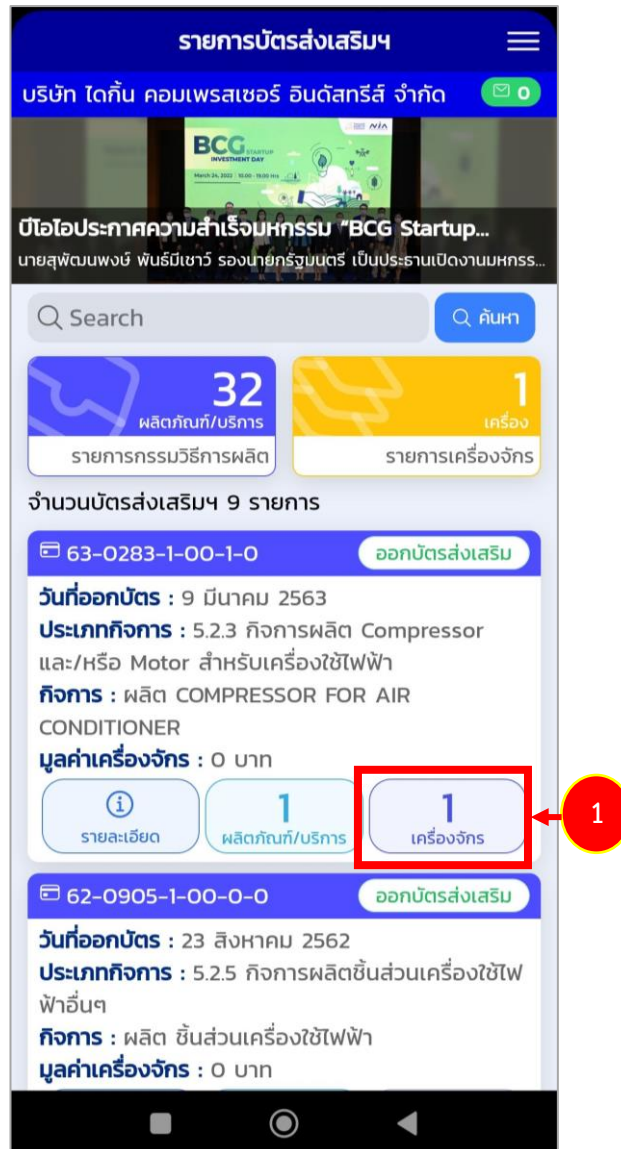 รายการบัตรส่งเสริมฯ
บริษัท ไดกิ้น คอมเพรสเซอร์ อินดัสทรีส์ จำกัด 0
NIA
BCG STARTUP
INVESTMENT DAY
March 24, 2022
บีโอไอประกาศความสำเร็จมหกรรม “BCG Startup...
นายสุพัฒนพงษ์ พันธ์มีเชาว์ รองนายกรัฐมนตรี เป็นประธานเปิดงานมหกรร...
Search ค้นหา
32 1
ผลิตภัณฑ์/บริการ เครื่อง
รายการกรรมวิธีการผลิต รายการเครื่องจักร
จำนวนบัตรส่งเสริมฯ 9 รายการ
63-0283-1-00-1-0 ออกบัตรส่งเสริม
วันที่ออกบัตร : 9 มีนาคม 2563
ประเภทกิจการ : 5.2.3 กิจการผลิต Compressor
และ/หรือ Motor สำหรับเครื่องใช้ไฟฟ้า
กิจการ : ผลิต COMPRESSOR FOR AIR
CONDITIONER
มูลค่าเครื่องจักร : 0 บาท
1 1 1
รายละเอียด ผลิตภัณฑ์/บริการ เครื่องจักร
62-0905-1-00-0-0 ออกบัตรส่งเสริม
วันที่ออกบัตร : 23 สิงหาคม 2562
ประเภทกิจการ : 5.2.5 กิจการผลิตชิ้นส่วนเครื่องใช้ไฟ
ฟ้าอื่นๆ
กิจการ : ผลิต ชิ้นส่วนเครื่องใช้ไฟฟ้า
มูลค่าเครื่องจักร : 0 บาท